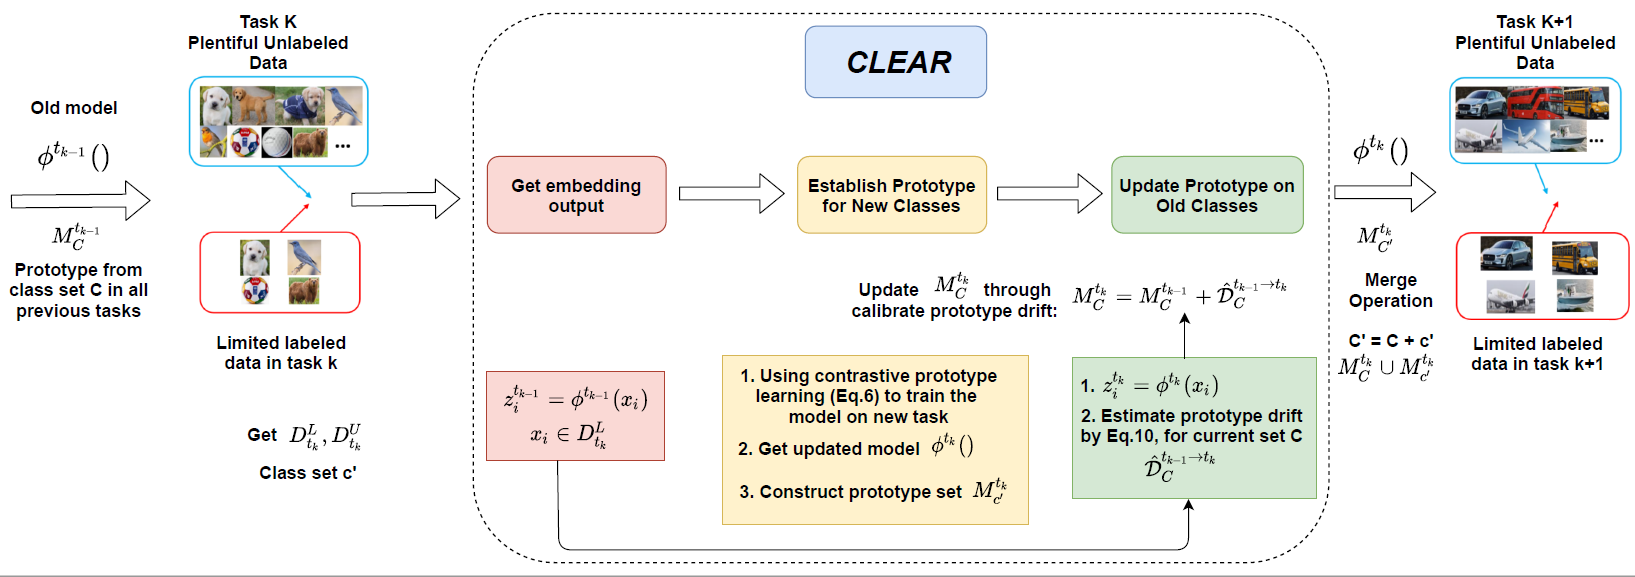 Old model
$\phi^{t_{k-1}}()$
$M_C^{t_{k-1}}$
Prototype from
class set C in all
previous tasks
Task K
Plentiful Unlabeled
Data
...
Limited labeled
data in task k
Get $D_{t_k}^L, D_{t_k}^U$
Class set c'
CLEAR
Get embedding
output
Establish Prototype
for New Classes
Update Prototype on
Old Classes
Update $M_C^{t_k}$ through
calibrate prototype drift:
$M_C^{t_k} = M_C^{t_{k-1}} + \hat{\mathcal{D}}_C^{t_{k-1} \to t_k}$
$z_i^{t_{k-1}} = \phi^{t_{k-1}}(x_i)$
$x_i \in D_{t_k}^L$
1. Using contrastive prototype
learning (Eq.6) to train the
model on new task
2. Get updated model $\phi^{t_k}()$
3. Construct prototype set $M_{c'}^{t_k}$
1. $z_i^{t_k} = \phi^{t_k}(x_i)$
2. Estimate prototype drift
by Eq.10, for current set C
$\hat{\mathcal{D}}_C^{t_{k-1} \to t_k}$
$\phi^{t_k}()$
$M_{C'}^{t_k}$
Merge
Operation
C' = C + c'
$M_C^{t_k} \cup M_{c'}^{t_k}$
Task K+1
Plentiful Unlabeled
Data
...
Limited labeled
data in task k+1